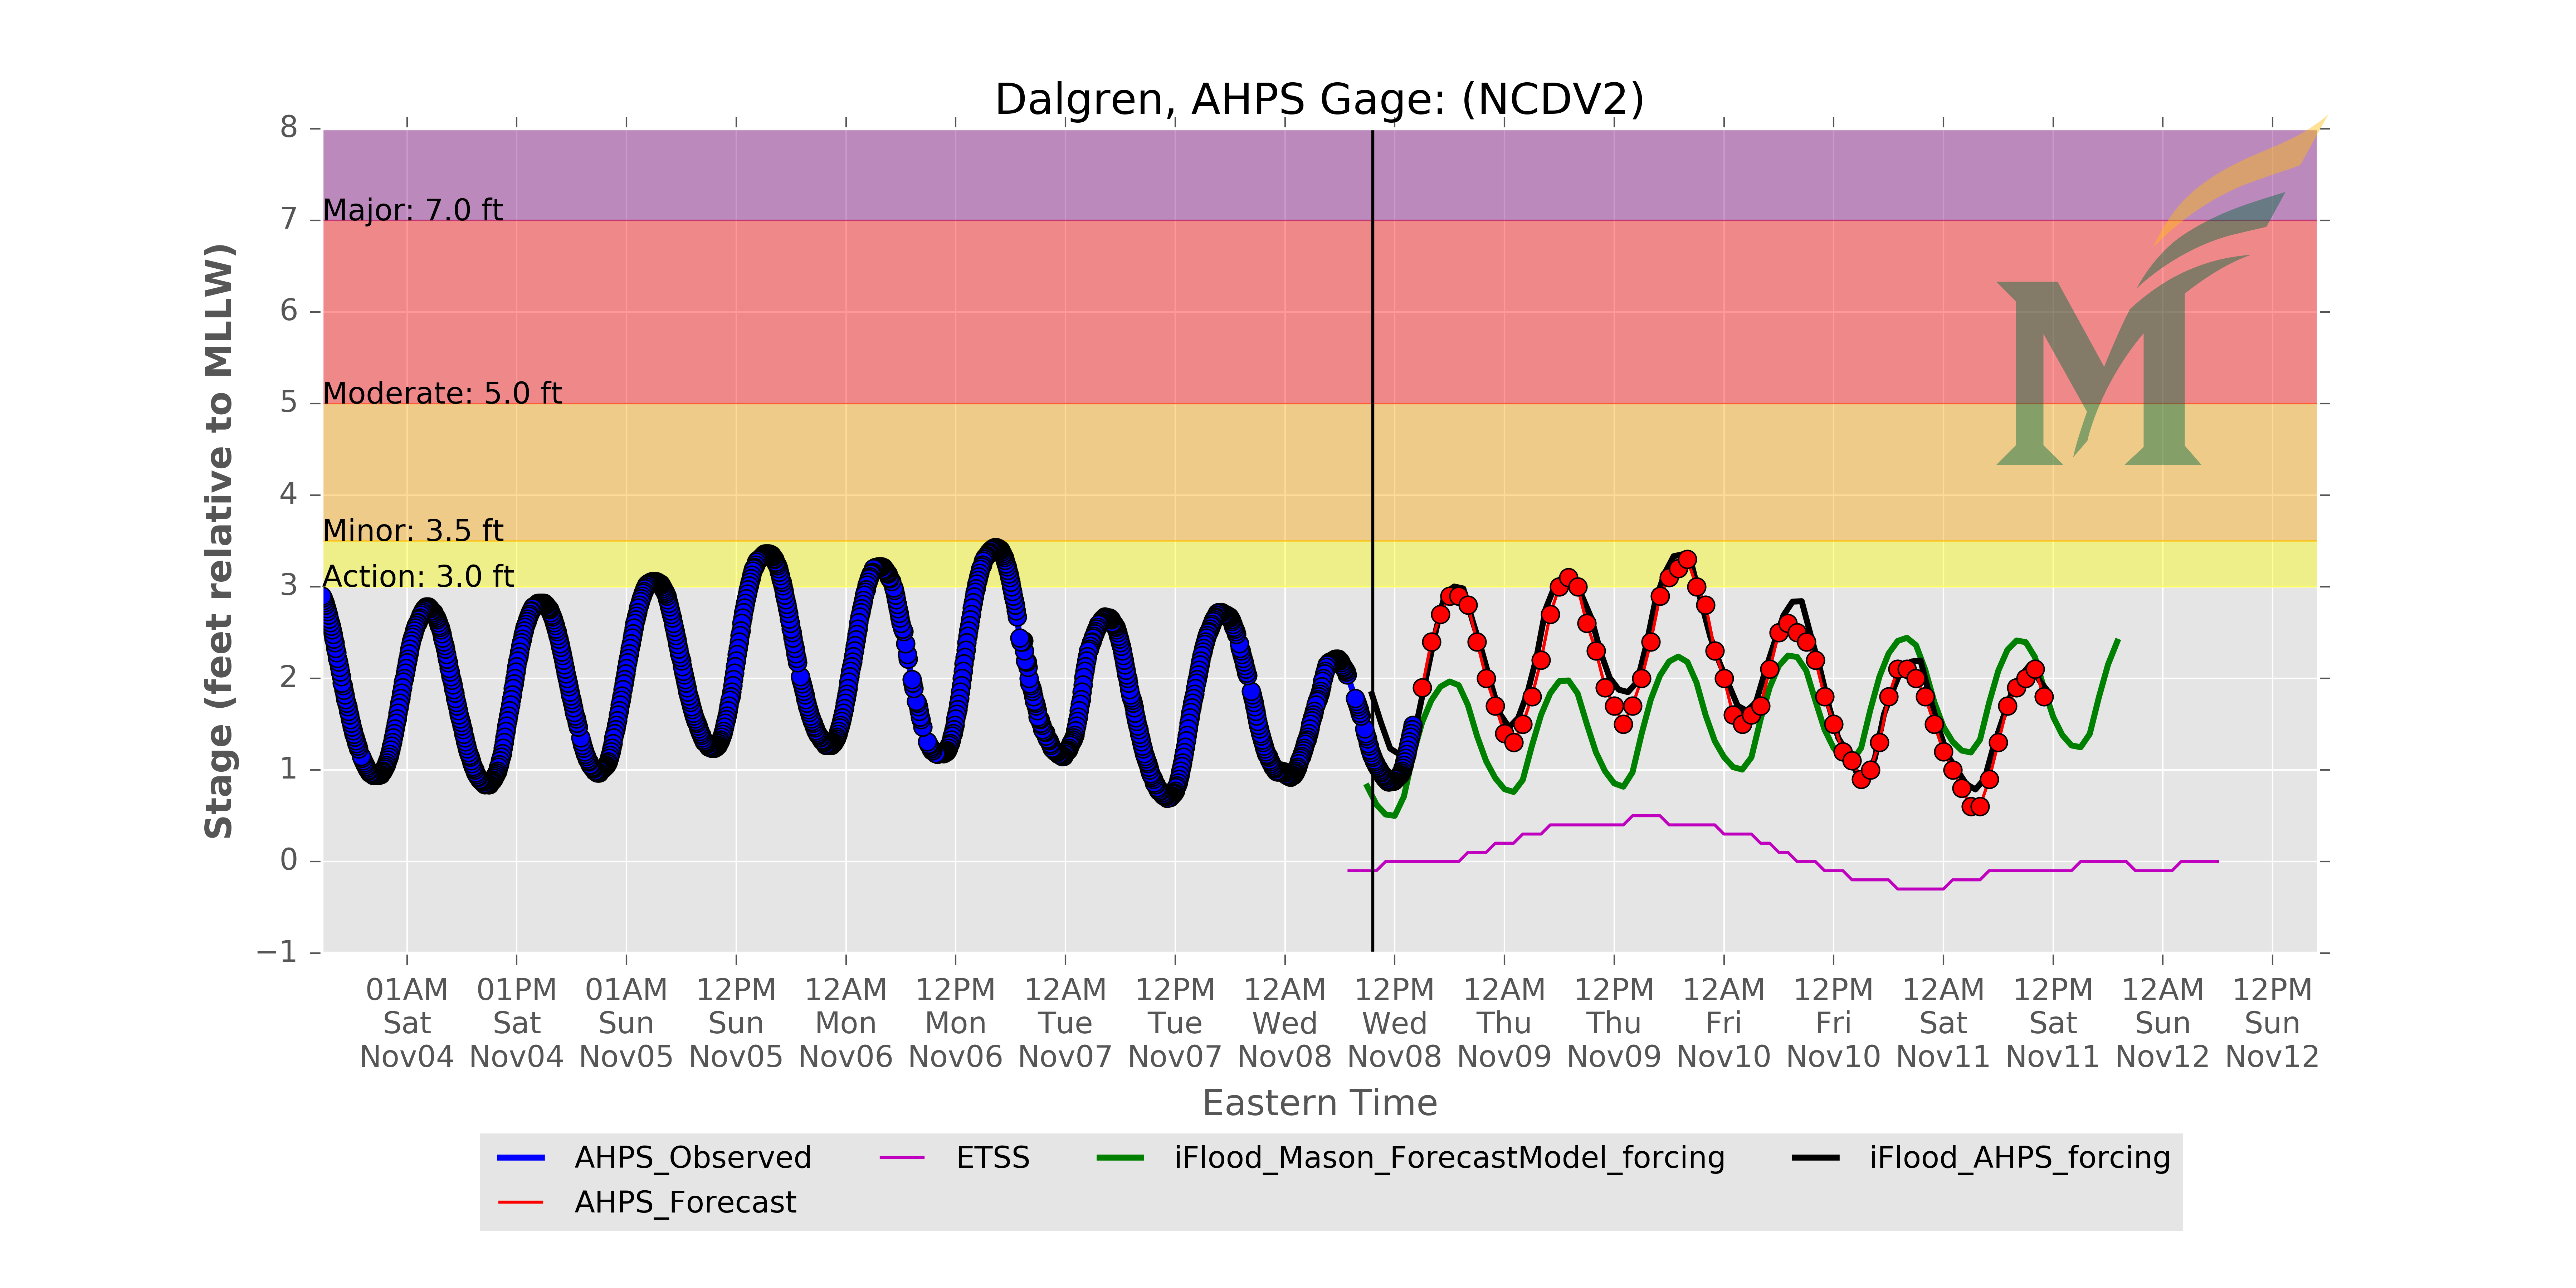 Dalgren, AHPS Gage: (NCDV2)
8
7
6
5
4
3
2
1
0
−1
Stage (feet relative to MLLW)
Major: 7.0 ft
Moderate: 5.0 ft
Minor: 3.5 ft
Action: 3.0 ft
M
01AM 01PM 01AM 12PM 12AM 12PM 12AM 12PM 12AM 12PM 12AM 12PM 12AM 12PM 12AM 12PM 12AM 12PM
Sat Sat Sun Sun Mon Mon Tue Tue Wed Wed Thu Thu Fri Fri Sat Sat Sun Sun
Nov04 Nov04 Nov05 Nov05 Nov06 Nov06 Nov07 Nov07 Nov08 Nov08 Nov09 Nov09 Nov10 Nov10 Nov11 Nov11 Nov12 Nov12
Eastern Time
AHPS_Observed ETSS iFlood_Mason_ForecastModel_forcing iFlood_AHPS_forcing
AHPS_Forecast